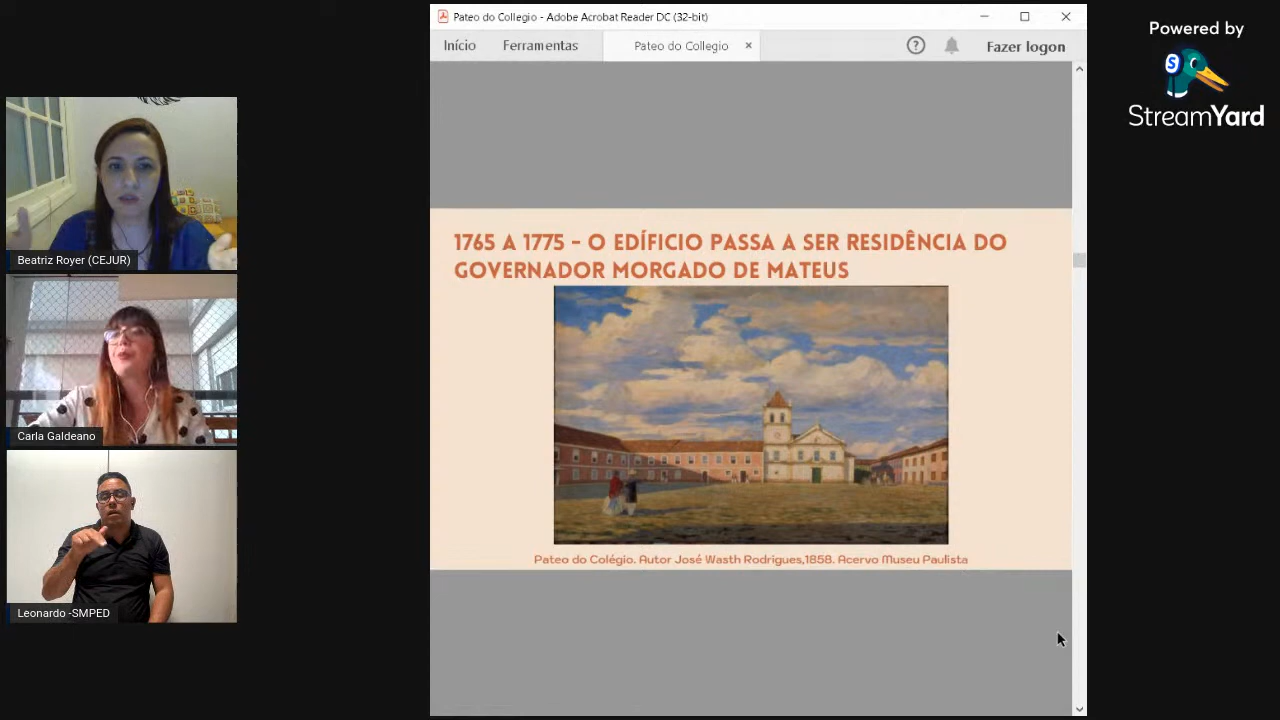 Pateo do Collegio - Adobe Acrobat Reader DC (32-bit)
Início Ferramentas Pateo do Collegio × ? Fazer logon
Powered by
S
StreamYard
Beatriz Royer (CEJUR)
Carla Galdeano
Leonardo -SMPED
1765 A 1775 - O EDÍFICIO PASSA A SER RESIDÊNCIA DO
GOVERNADOR MORGADO DE MATEUS
Pateo do Colégio. Autor José Wasth Rodrigues,1858. Acervo Museu Paulista